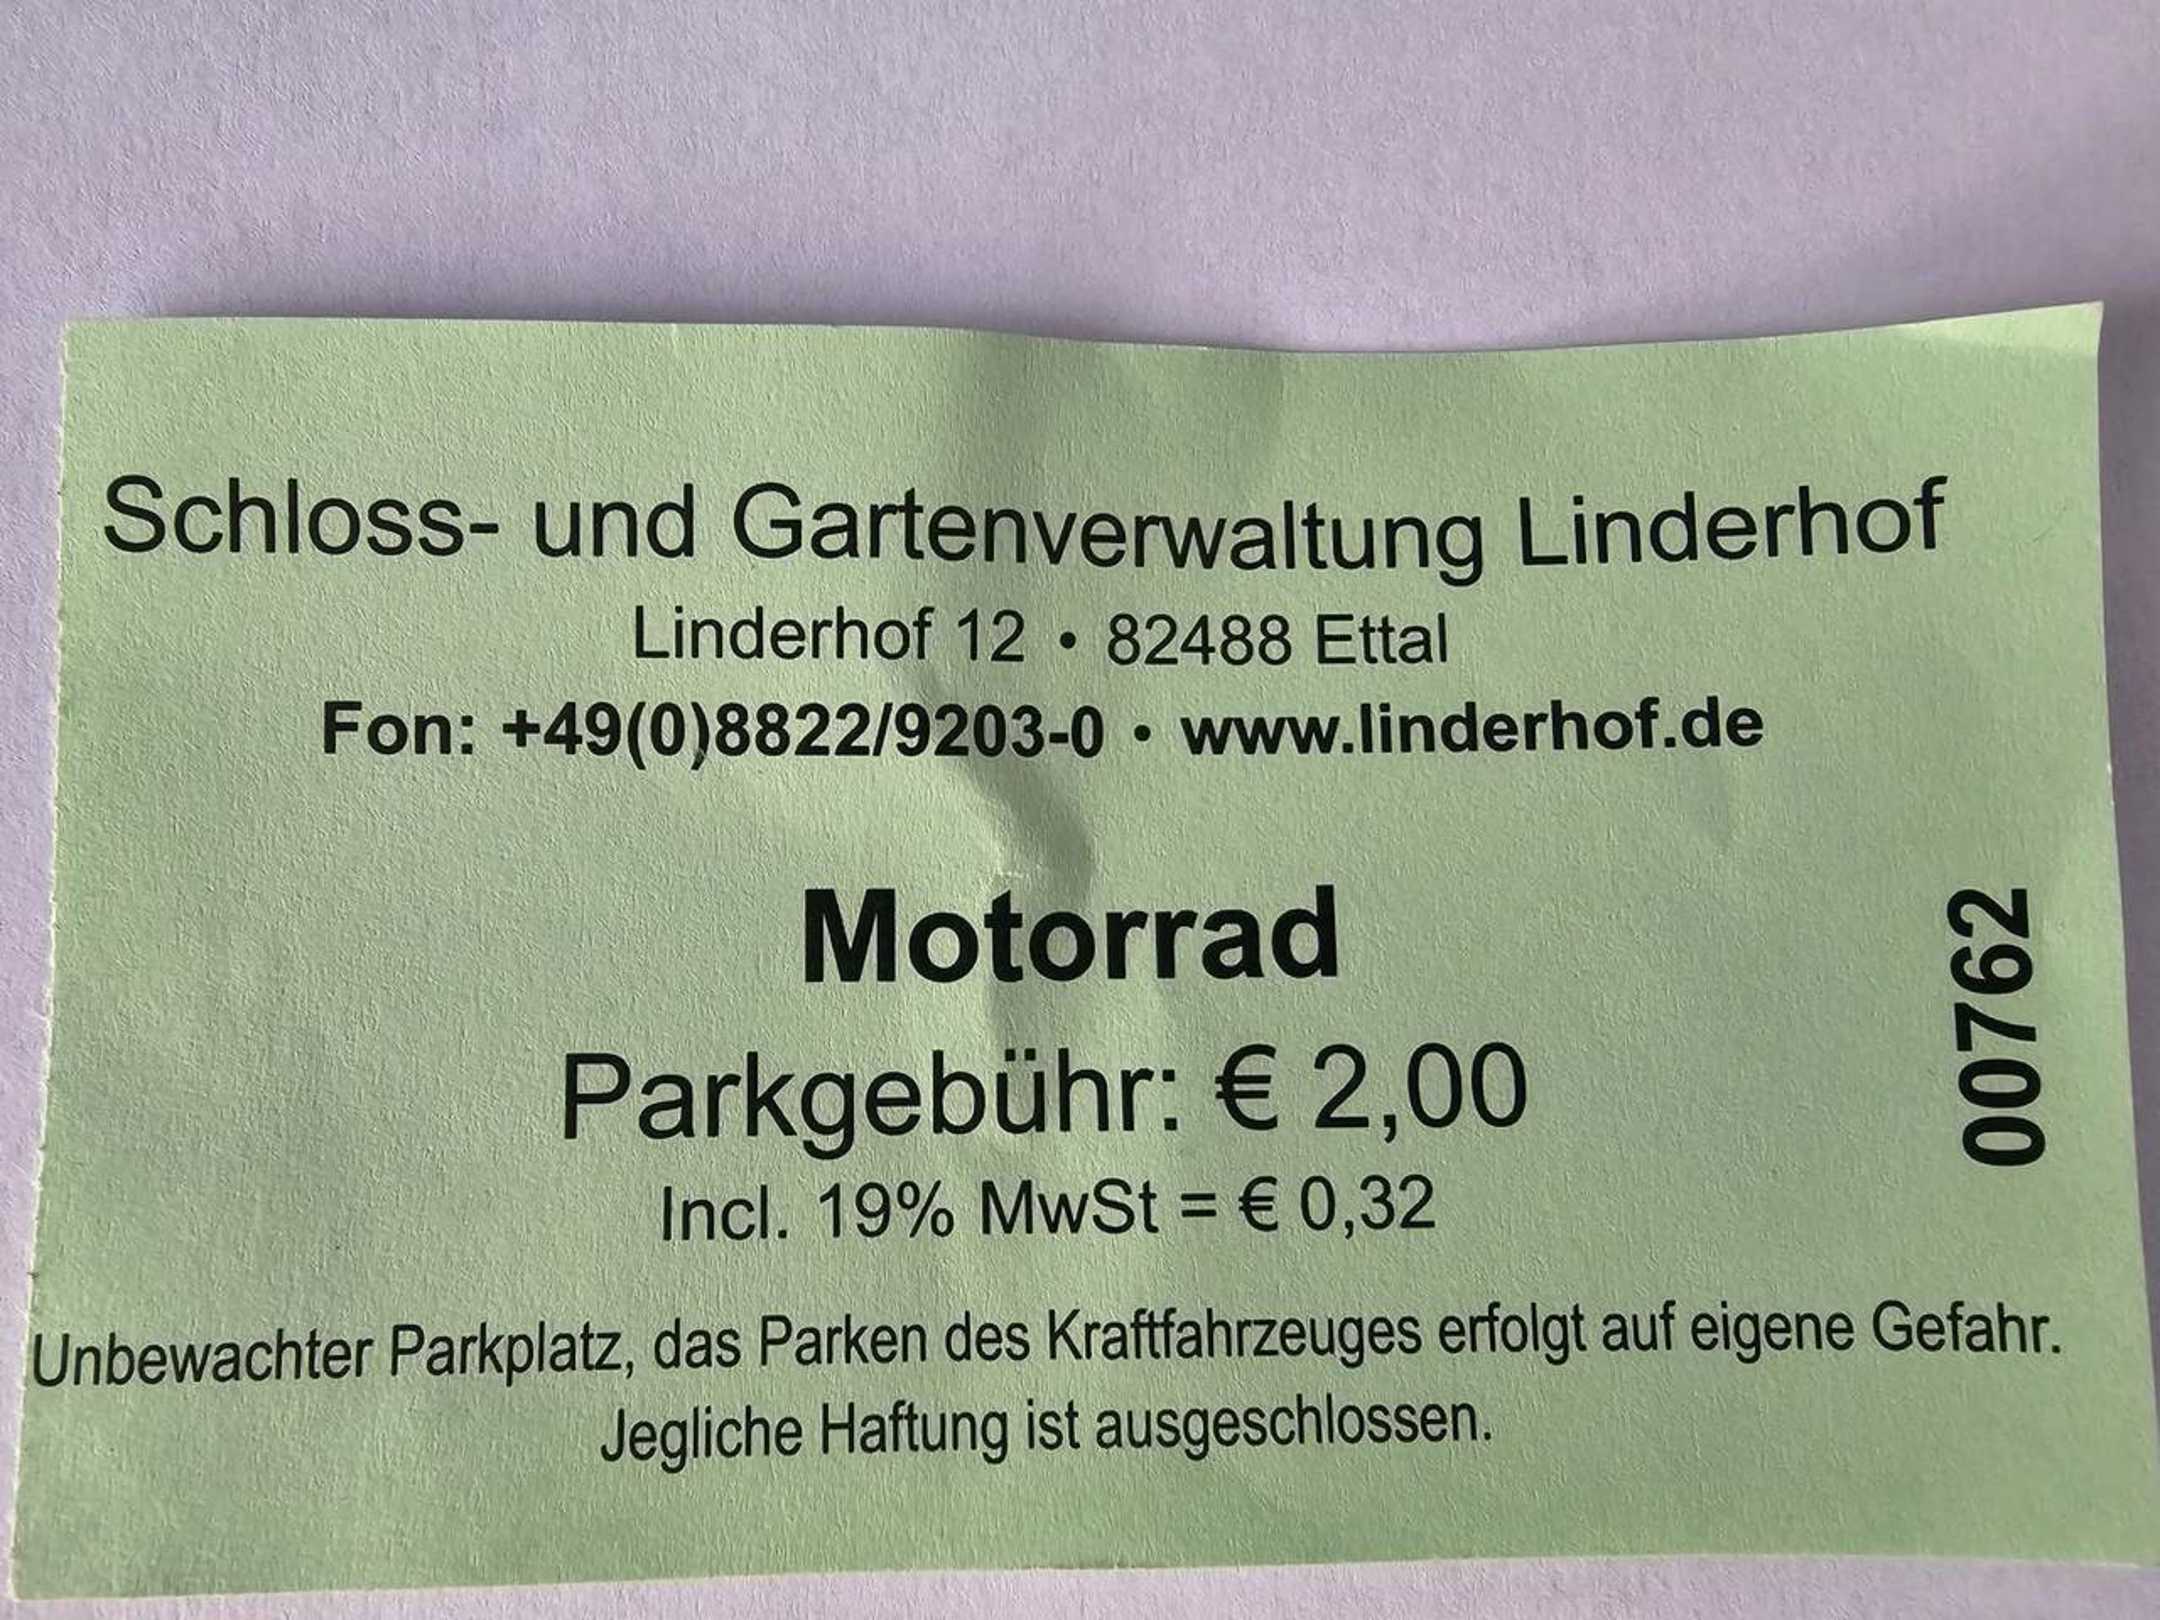 Schloss- und Gartenverwaltung Linderhof
Linderhof 12 • 82488 Ettal
Fon: +49(0)8822/9203-0 • www.linderhof.de
Motorrad
Parkgebühr: € 2,00
Incl. 19% MwSt = € 0,32
Unbewachter Parkplatz, das Parken des Kraftfahrzeuges erfolgt auf eigene Gefahr.
Jegliche Haftung ist ausgeschlossen.
00762